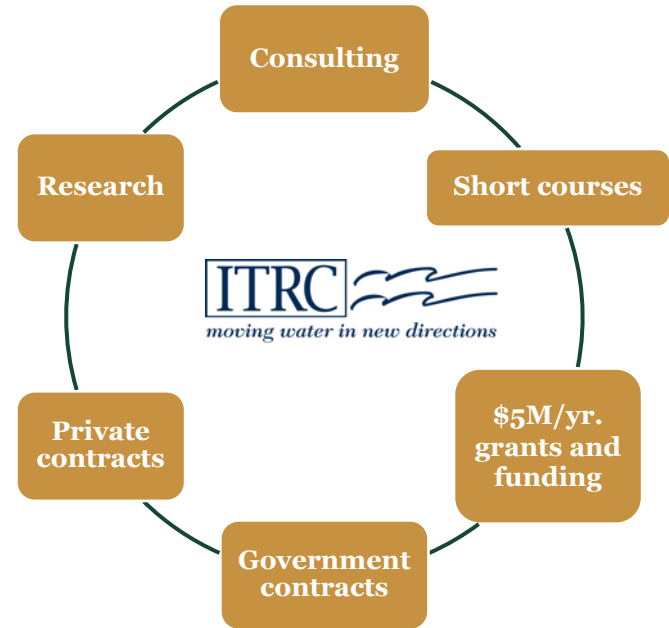 Consulting
Short courses
$5M/yr.
grants and
funding
Government
contracts
Private
contracts
Research
ITRC
moving water in new directions